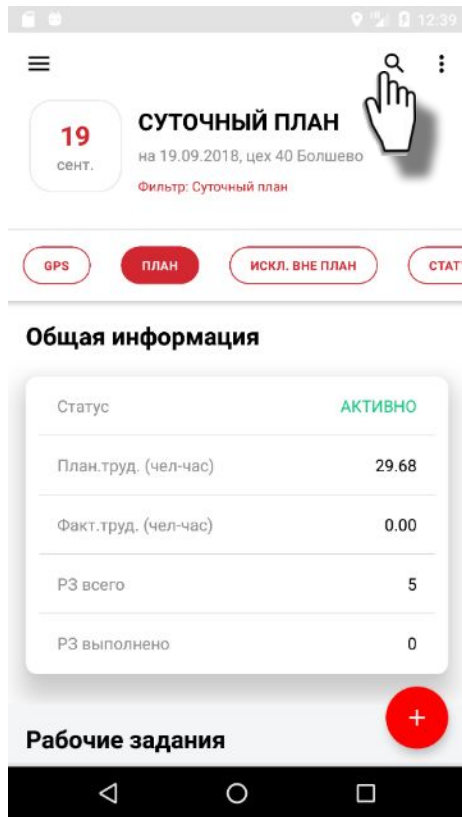 12:39
19
сент.
СУТОЧНЫЙ ПЛАН
на 19.09.2018, цех 40 Болшево
Фильтр: Суточный план
GPS ПЛАН ИСКЛ. ВНЕ ПЛАН СТАТ
Общая информация
Статус АКТИВНО
План.труд. (чел-час) 29.68
Факт.труд. (чел-час) 0.00
РЗ всего 5
РЗ выполнено 0
+
Рабочие задания